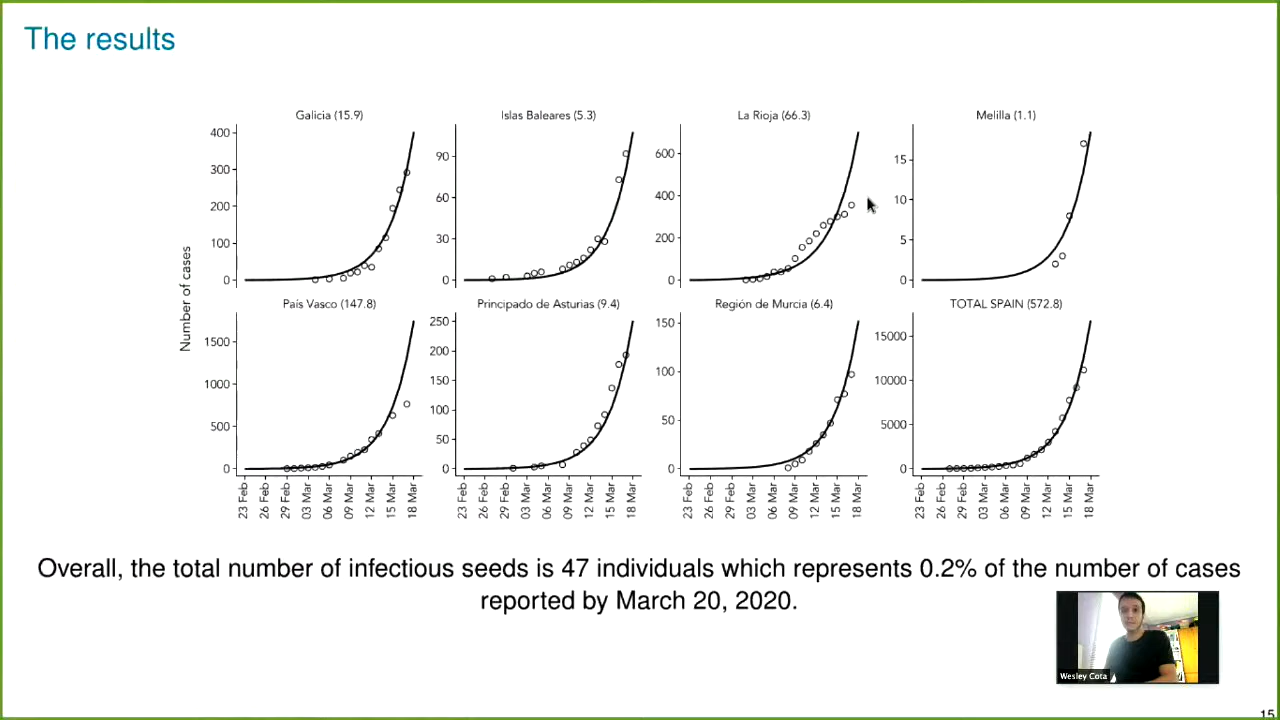 The results
Galicia (15.9)
Islas Baleares (5.3)
La Rioja (66.3)
Melilla (1.1)
400
300
200
100
0
90
60
30
0
600
400
200
0
15
10
5
0
Number of cases
País Vasco (147.8)
Principado de Asturias (9.4)
Región de Murcia (6.4)
TOTAL SPAIN (572.8)
1500
1000
500
0
250
200
150
100
50
0
150
100
50
0
15000
10000
5000
0
23 Feb
26 Feb
29 Feb
03 Mar
06 Mar
09 Mar
12 Mar
15 Mar
18 Mar
23 Feb
26 Feb
29 Feb
03 Mar
06 Mar
09 Mar
12 Mar
15 Mar
18 Mar
23 Feb
26 Feb
29 Feb
03 Mar
06 Mar
09 Mar
12 Mar
15 Mar
18 Mar
23 Feb
26 Feb
29 Feb
03 Mar
06 Mar
09 Mar
12 Mar
15 Mar
18 Mar
Overall, the total number of infectious seeds is 47 individuals which represents 0.2% of the number of cases
reported by March 20, 2020.
Wesley Cota
15